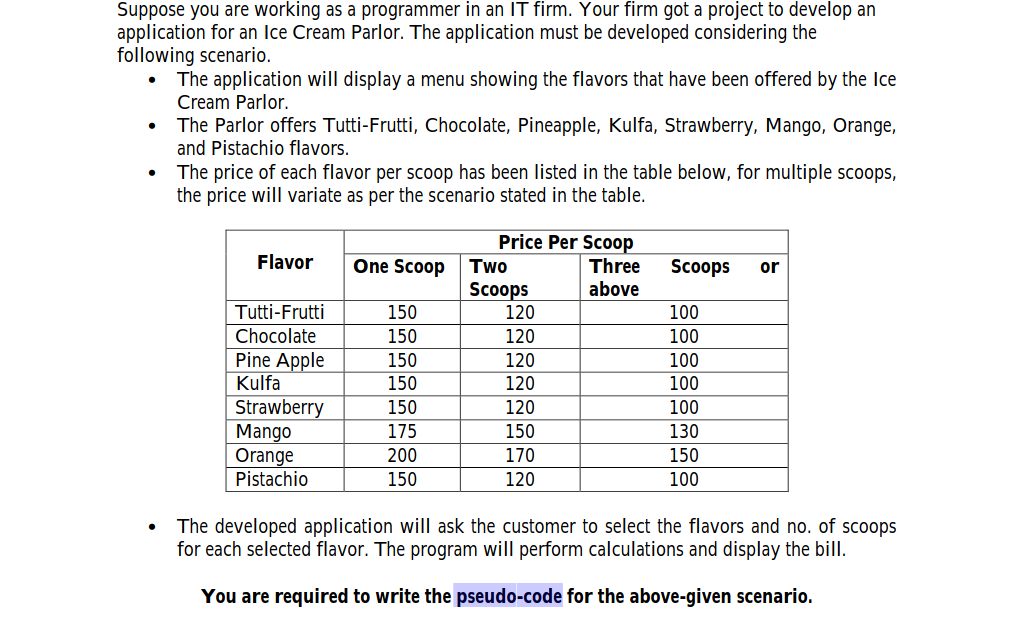 Suppose you are working as a programmer in an IT firm. Your firm got a project to develop an
application for an Ice Cream Parlor. The application must be developed considering the
following scenario.
• The application will display a menu showing the flavors that have been offered by the Ice
Cream Parlor.
• The Parlor offers Tutti-Frutti, Chocolate, Pineapple, Kulfa, Strawberry, Mango, Orange,
and Pistachio flavors.
• The price of each flavor per scoop has been listed in the table below, for multiple scoops,
the price will variate as per the scenario stated in the table.
Flavor Price Per Scoop
One Scoop Two Scoops Three Scoops or above
Tutti-Frutti 150 120 100
Chocolate 150 120 100
Pine Apple 150 120 100
Kulfa 150 120 100
Strawberry 150 120 100
Mango 175 150 130
Orange 200 170 150
Pistachio 150 120 100
• The developed application will ask the customer to select the flavors and no. of scoops
for each selected flavor. The program will perform calculations and display the bill.
You are required to write the pseudo-code for the above-given scenario.